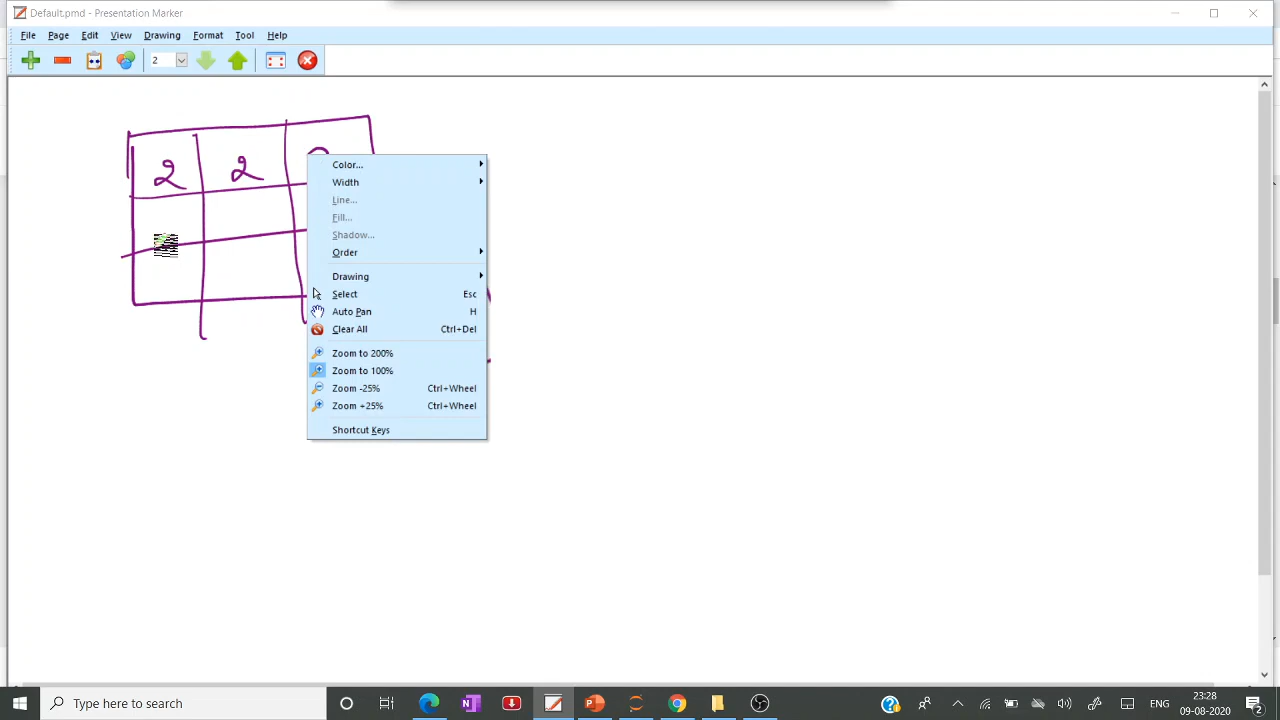 Default.pmd - Presentation Marker
File Page Edit View Drawing Format Tool Help
2
2 2
Color...
Width
Line...
Fill...
Shadow...
Order
Drawing
Select Esc
Auto Pan H
Clear All Ctrl+Del
Zoom to 200%
Zoom to 100%
Zoom -25% Ctrl+Wheel
Zoom +25% Ctrl+Wheel
Shortcut Keys
Type here to search
ENG
23:28
09-08-2020
2